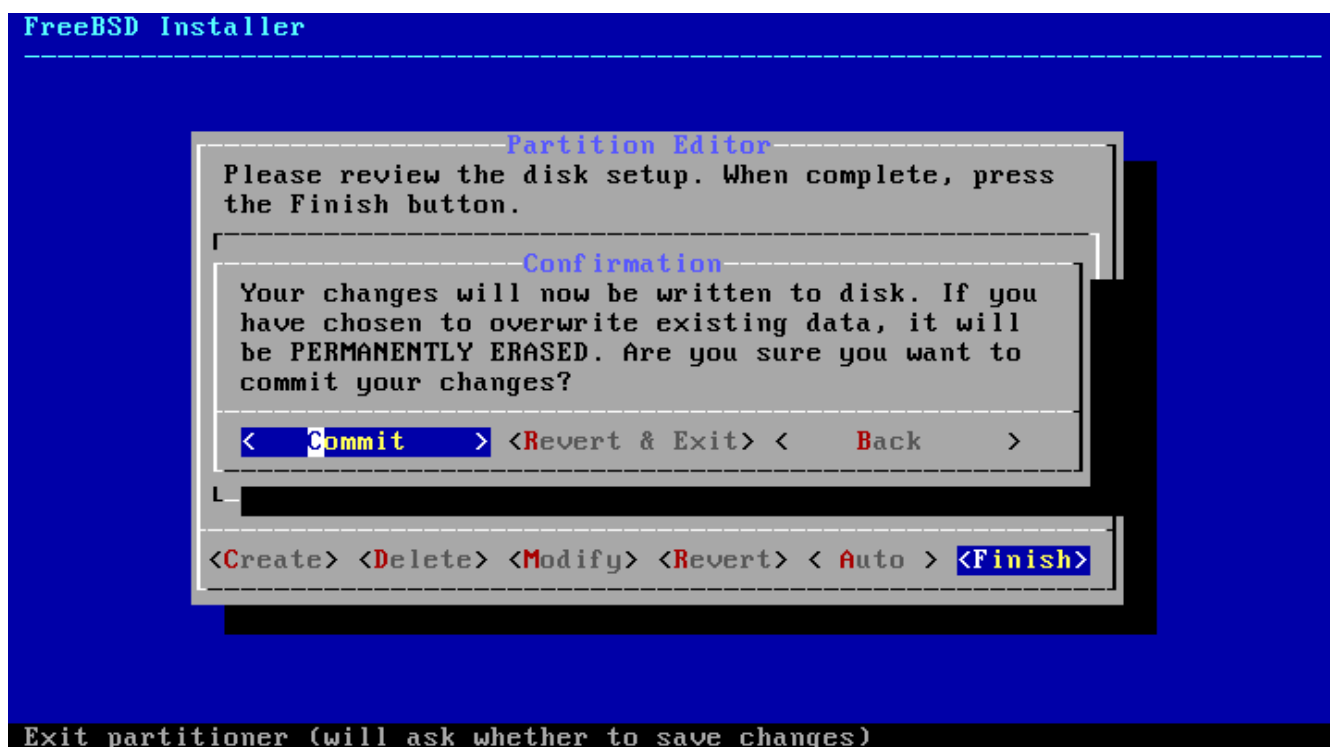 FreeBSD Installer
Partition Editor
Please review the disk setup. When complete, press
the Finish button.
Confirmation
Your changes will now be written to disk. If you
have chosen to overwrite existing data, it will
be PERMANENTLY ERASED. Are you sure you want to
commit your changes?
< Commit > <Revert & Exit> < Back >
<Create> <Delete> <Modify> <Revert> < Auto > <Finish>
Exit partitioner (will ask whether to save changes)